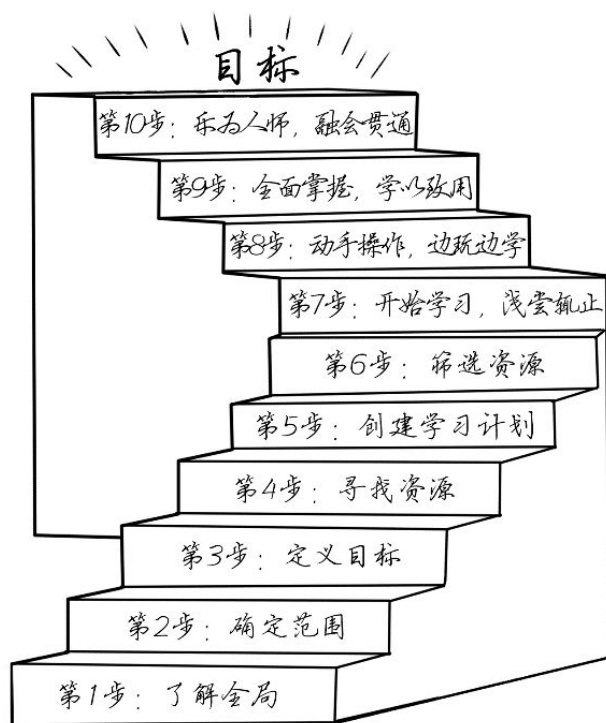 目标
第10步：乐为人师，融会贯通
第9步：全面掌握，学以致用
第8步：动手操作，边玩边学
第7步：开始学习，浅尝辄止
第6步：筛选资源
第5步：创建学习计划
第4步：寻找资源
第3步：定义目标
第2步：确定范围
第1步：了解全局